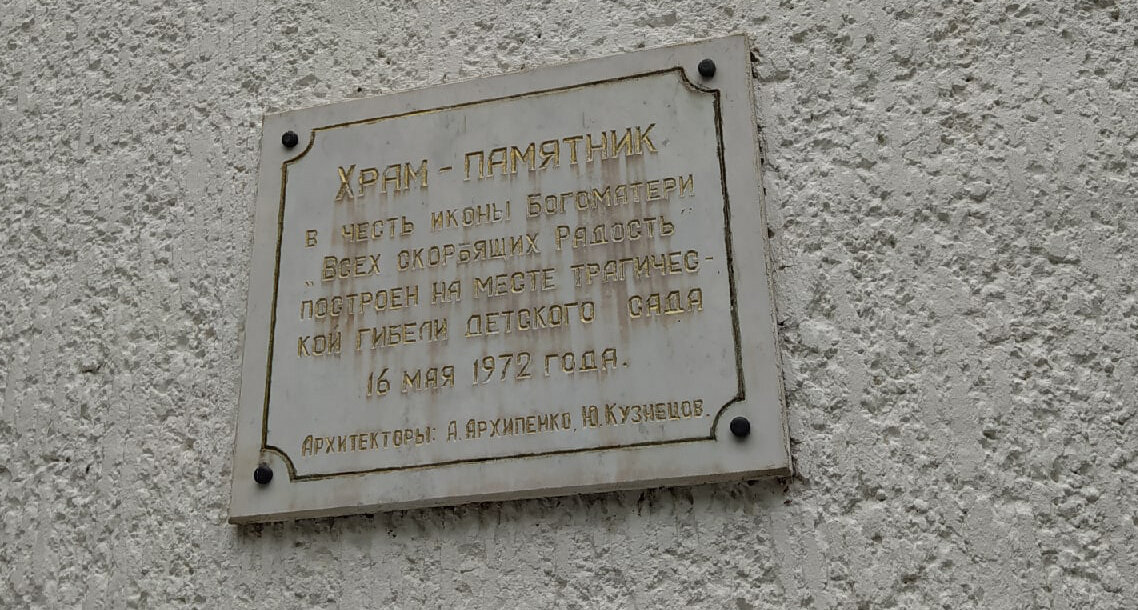 Храм - памятник
в честь иконы Богоматери
„Всех скорбящих Радость"
построен на месте трагичес-
кой гибели детского сада
16 мая 1972 года.
Архитекторы: А.Архипенко, Ю.Кузнецов.